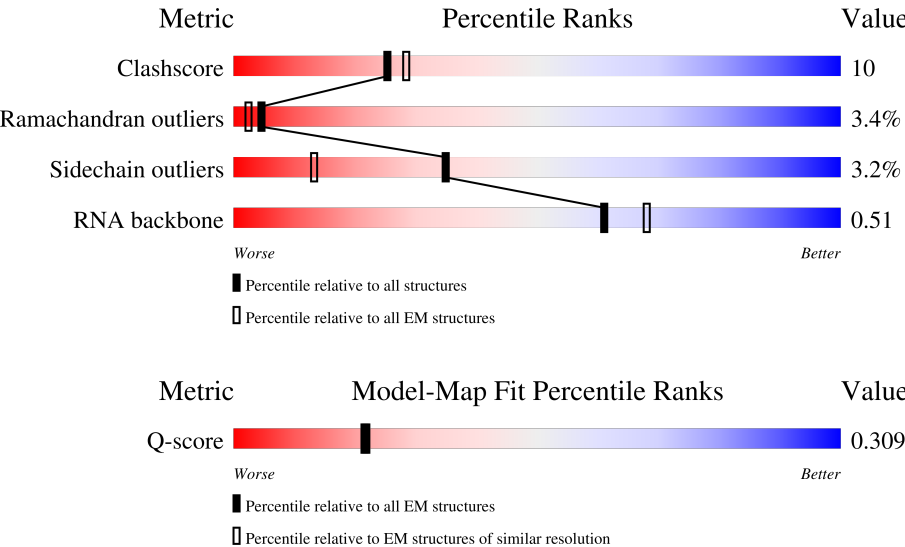 Metric Percentile Ranks Value
Clashscore 10
Ramachandran outliers 3.4%
Sidechain outliers 3.2%
RNA backbone 0.51
Worse Better
Percentile relative to all structures
Percentile relative to all EM structures
Metric Model-Map Fit Percentile Ranks Value
Q-score 0.309
Worse Better
Percentile relative to all EM structures
Percentile relative to EM structures of similar resolution